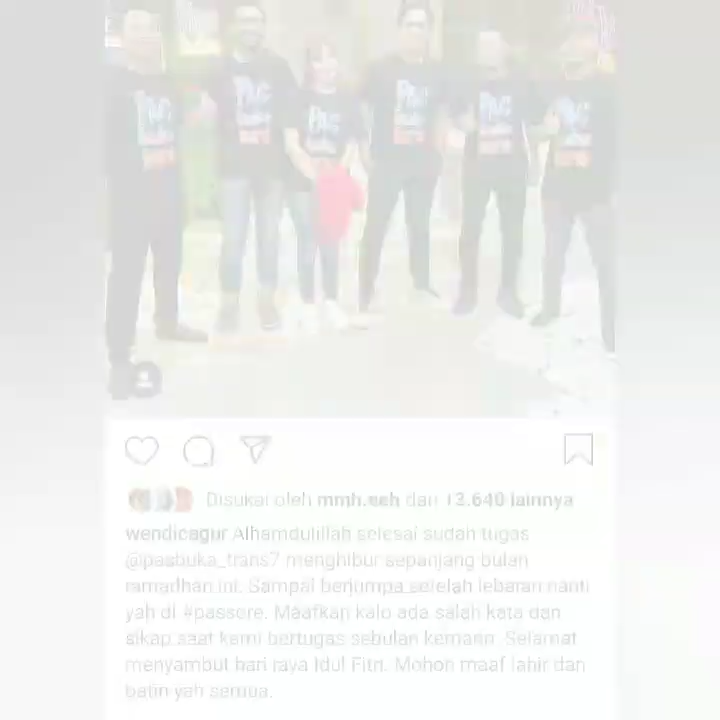 Disukai oleh mmh.eeh dan 13.640 lainnya
wendicagur Alhamdulillah selesai sudah tugas
@pasbuka_trans7 menghibur sepanjang bulan
ramadhan ini. Sampai berjumpa setelah lebaran nanti
yah di #passore. Maafkan kalo ada salah kata dan
sikap saat kami bertugas sebulan kemarin. Selamat
menyambut hari raya Idul Fitri. Mohon maaf lahir dan
batin yah semua.